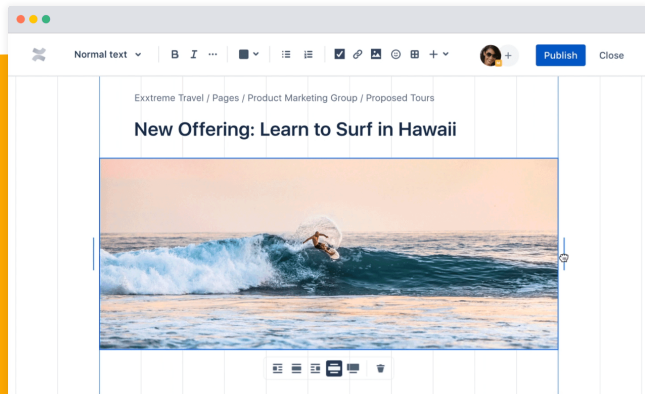 Normal text
B I ...
Publish
Close
Exxtreme Travel / Pages / Product Marketing Group / Proposed Tours
New Offering: Learn to Surf in Hawaii